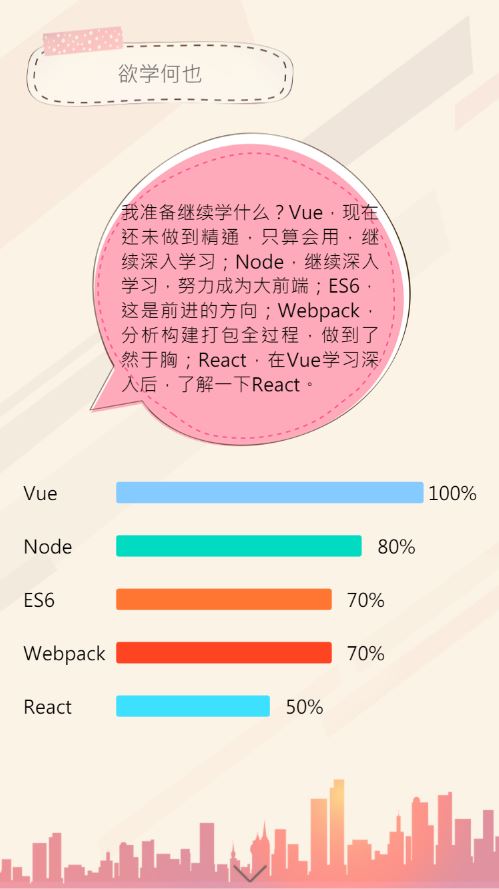 欲学何也
我准备继续学什么？Vue，现在
还未做到精通，只算会用，继
续深入学习；Node，继续深入
学习，努力成为大前端；ES6，
这是前进的方向；Webpack，
分析构建打包全过程，做到了
然于胸；React，在Vue学习深
入后，了解一下React。
Vue 100%
Node 80%
ES6 70%
Webpack 70%
React 50%